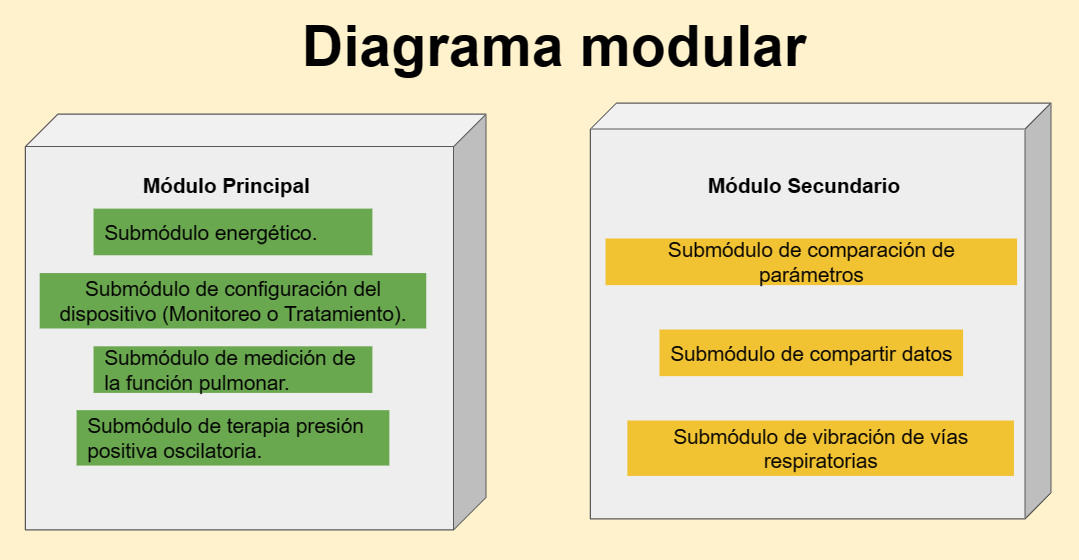 Diagrama modular
Módulo Principal
Submódulo energético.
Submódulo de configuración del
dispositivo (Monitoreo o Tratamiento).
Submódulo de medición de
la función pulmonar.
Submódulo de terapia presión
positiva oscilatoria.
Módulo Secundario
Submódulo de comparación de
parámetros
Submódulo de compartir datos
Submódulo de vibración de vías
respiratorias